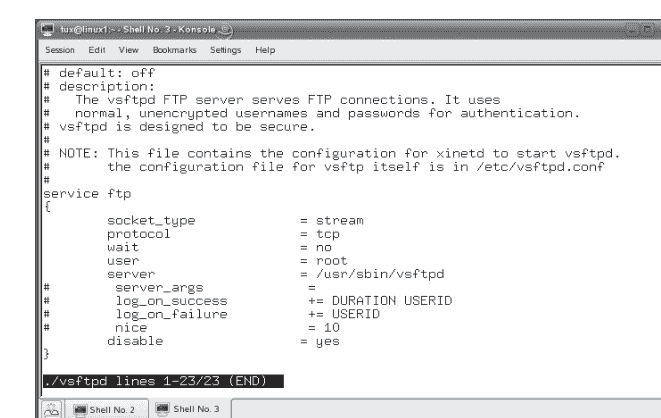 tux@linux1:~ - Shell No. 3 - Konsole
Session Edit View Bookmarks Settings Help
# default: off
# description:
#   The vsftpd FTP server serves FTP connections. It uses
#   normal, unencrypted usernames and passwords for authentication.
# vsftpd is designed to be secure.
#
# NOTE: This file contains the configuration for xinetd to start vsftpd.
#       the configuration file for vsftp itself is in /etc/vsftpd.conf
#
service ftp
{
        socket_type             = stream
        protocol                = tcp
        wait                    = no
        user                    = root
        server                  = /usr/sbin/vsftpd
#        server_args             =
#        log_on_success          += DURATION USERID
#        log_on_failure          += USERID
#        nice                    = 10
        disable                 = yes
}
./vsftpd lines 1-23/23 (END)
Shell No. 2 Shell No. 3